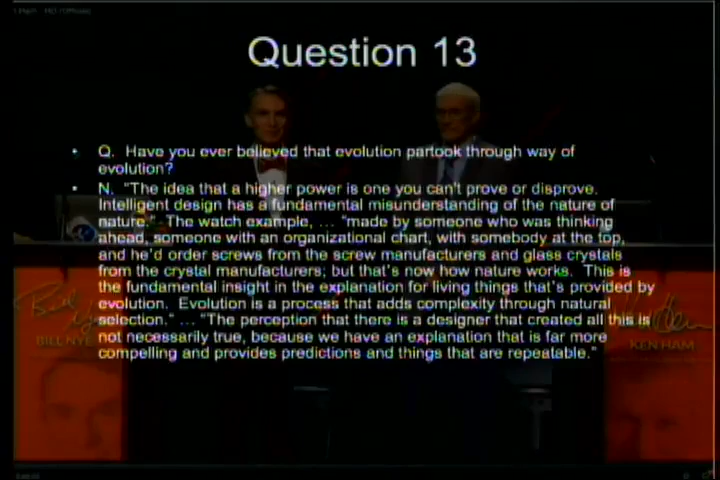 Question 13
• Q. Have you ever believed that evolution partook through way of
evolution?
• N. "The idea that a higher power is one you can't prove or disprove.
Intelligent design has a fundamental misunderstanding of the nature of
nature." The watch example, ... "made by someone who was thinking
ahead, someone with an organizational chart, with somebody at the top,
and he'd order screws from the screw manufacturers and glass crystals
from the crystal manufacturers; but that's now how nature works. This is
the fundamental insight in the explanation for living things that's provided by
evolution. Evolution is a process that adds complexity through natural
selection." ... "The perception that there is a designer that created all this is
not necessarily true, because we have an explanation that is far more
compelling and provides predictions and things that are repeatable."
BILL NYE
KEN HAM